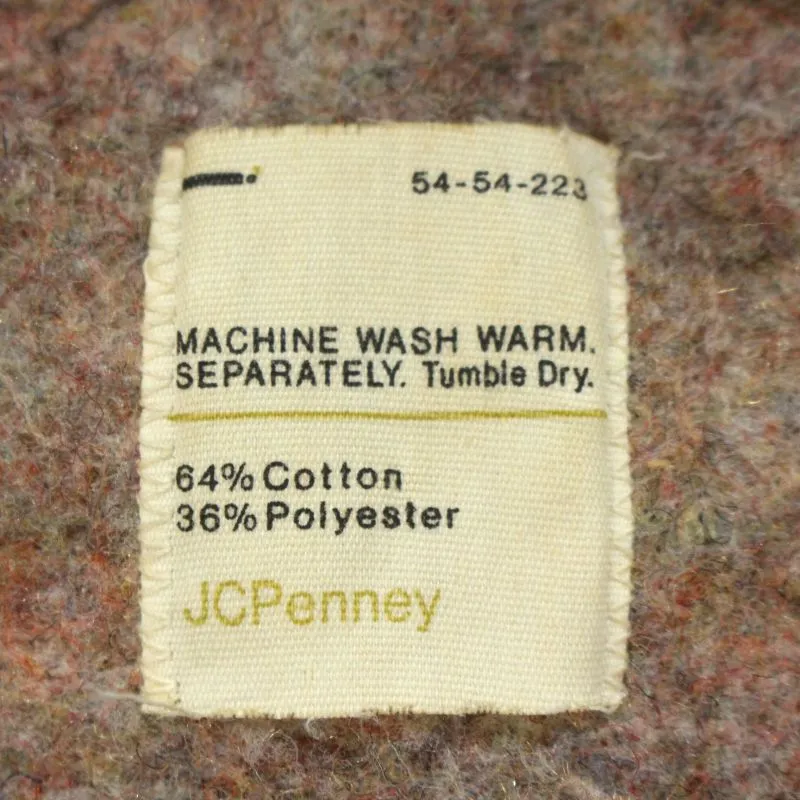 54-54-223
MACHINE WASH WARM.
SEPARATELY. Tumble Dry.
64% Cotton
36% Polyester
JCPenney